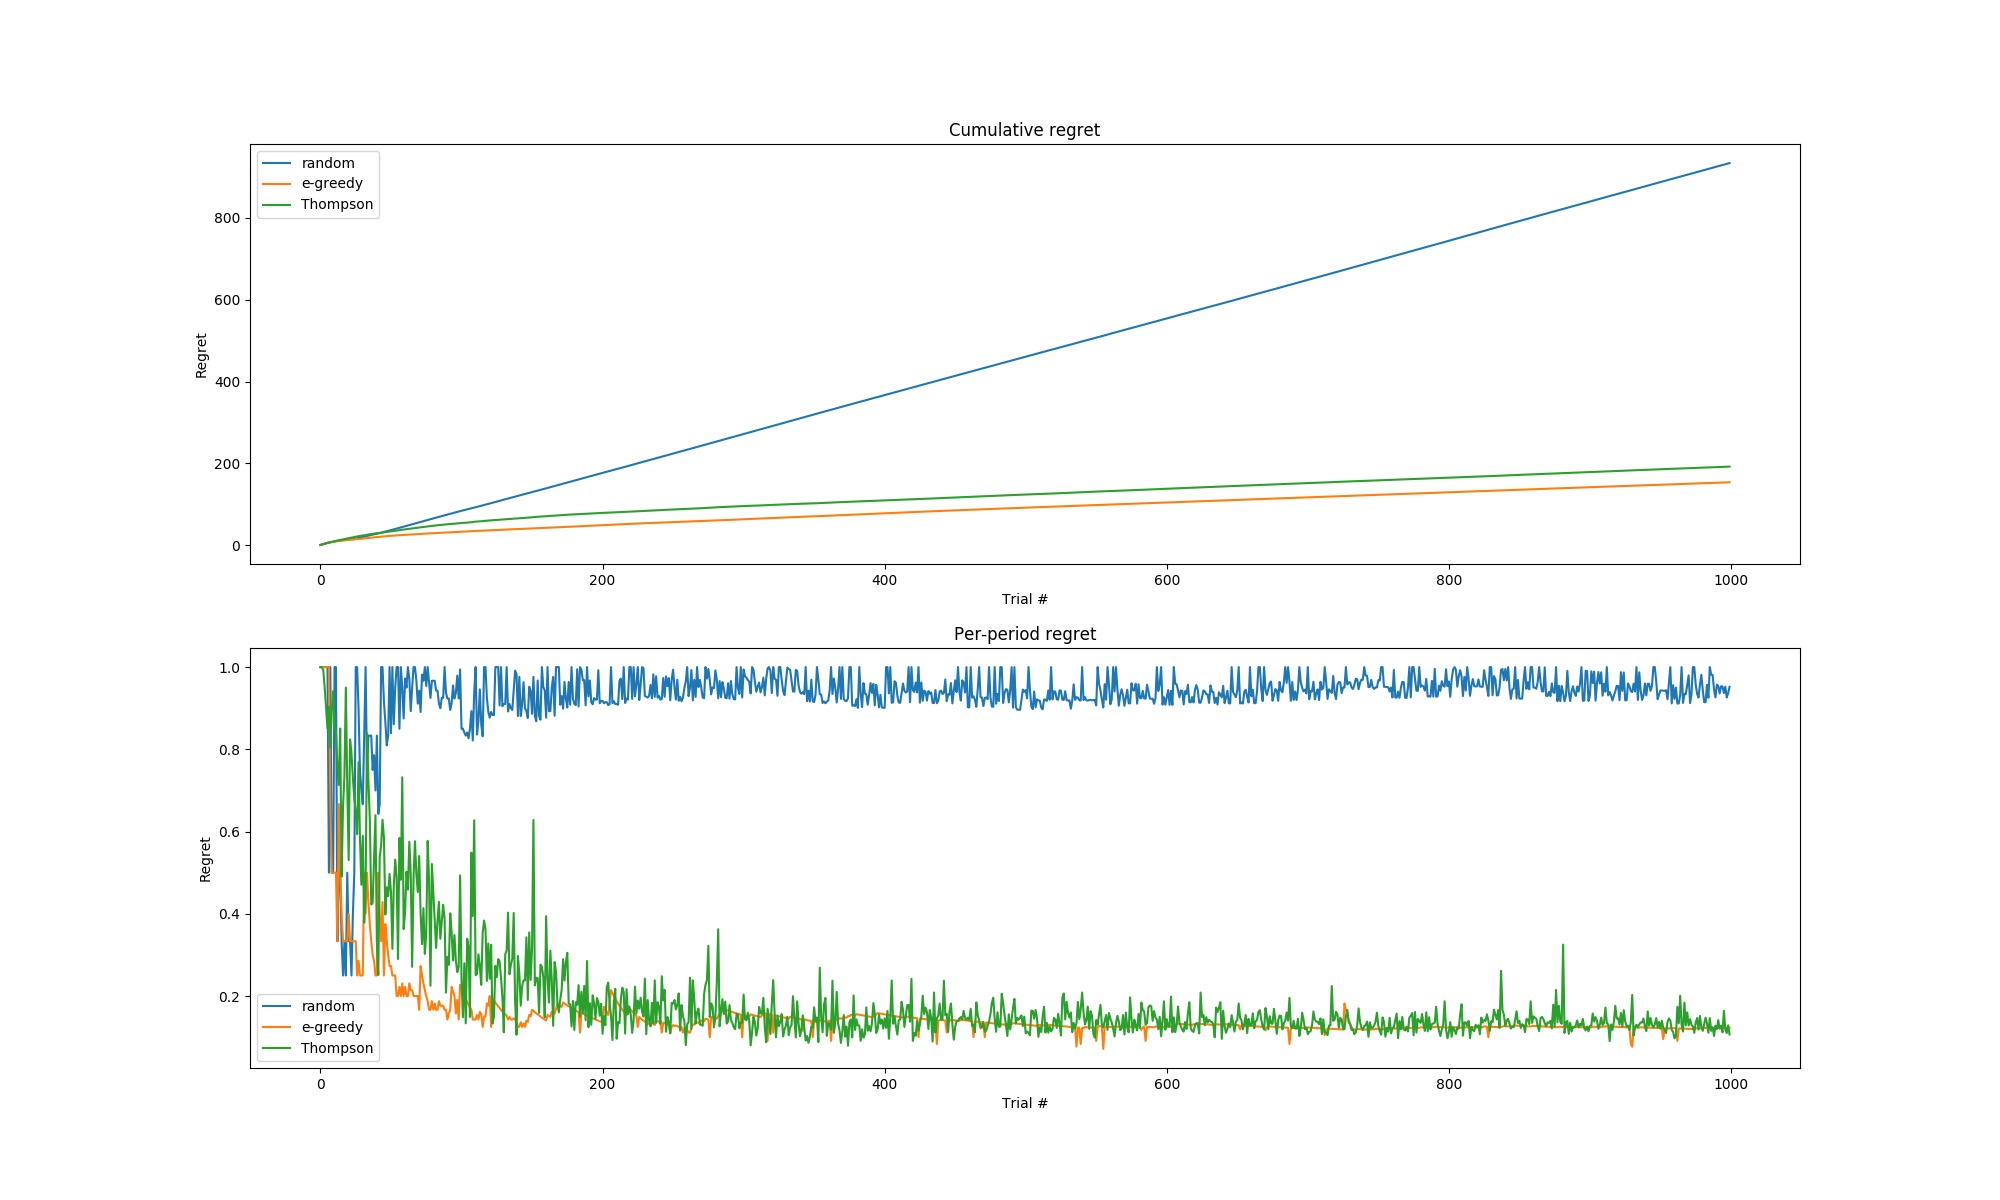 Cumulative regret
random
e-greedy
Thompson
800
600
400
200
0
Regret
0 200 400 600 800 1000
Trial #
Per-period regret
1.0
0.8
0.6
0.4
0.2
Regret
random
e-greedy
Thompson
0 200 400 600 800 1000
Trial #